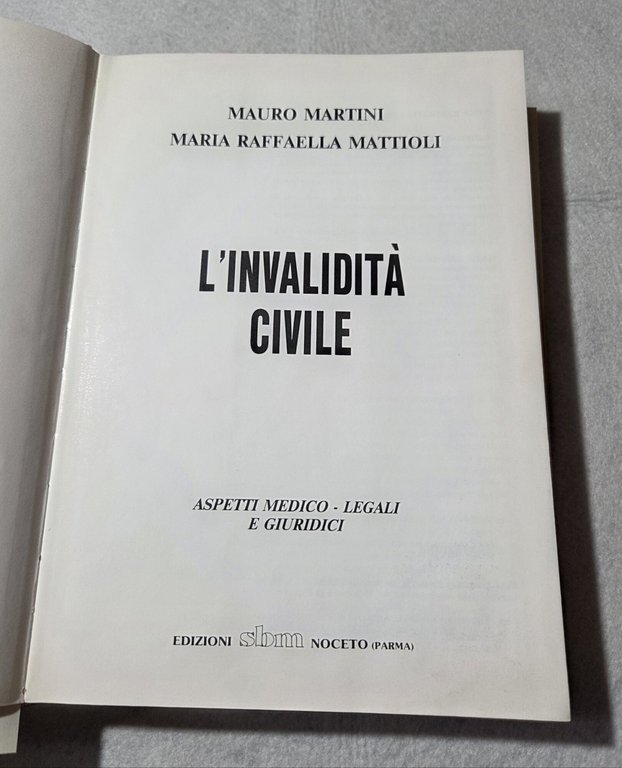 MAURO MARTINI
MARIA RAFFAELLA MATTIOLI
L'INVALIDITÀ
CIVILE
ASPETTI MEDICO - LEGALI
E GIURIDICI
EDIZIONI sbm NOCETO (PARMA)